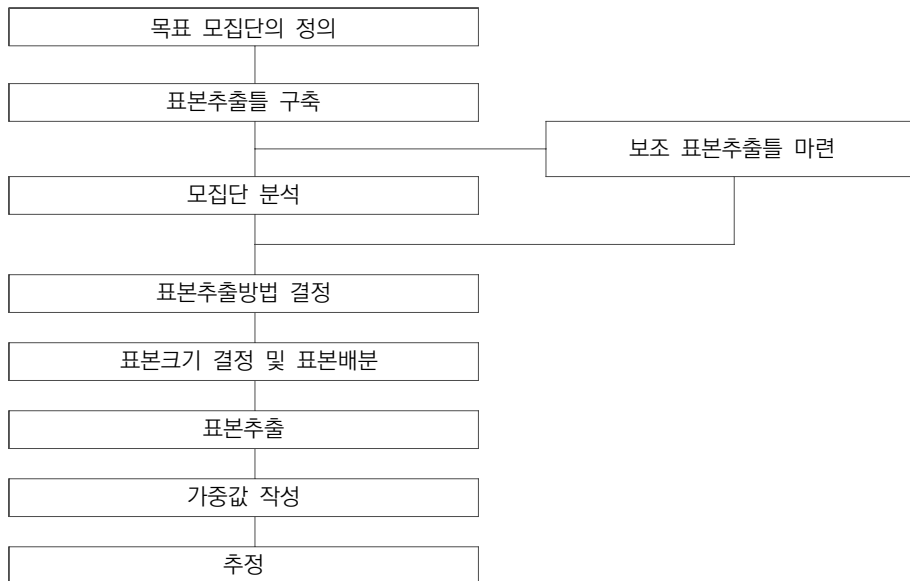 목표 모집단의 정의
표본추출틀 구축
보조 표본추출틀 마련
모집단 분석
표본추출방법 결정
표본크기 결정 및 표본배분
표본추출
가중값 작성
추정